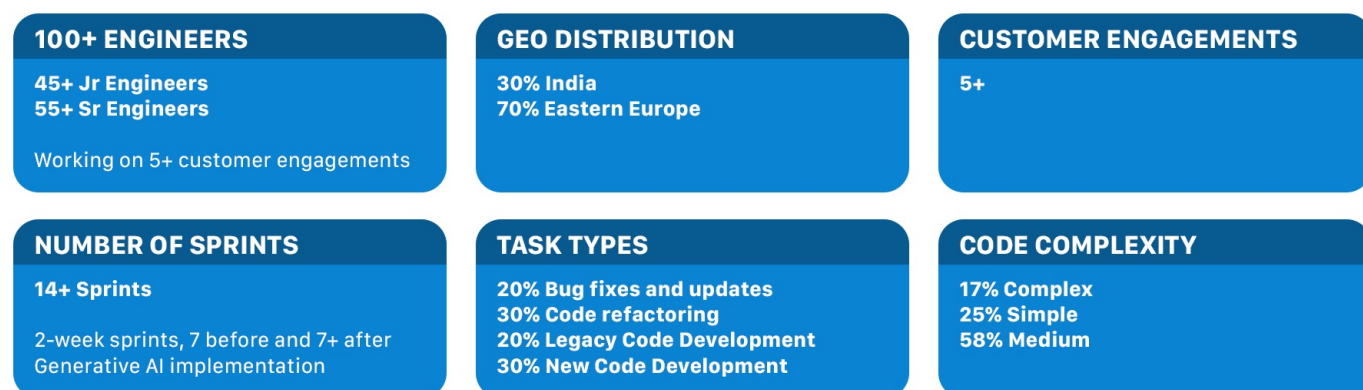 100+ ENGINEERS
45+ Jr Engineers
55+ Sr Engineers
Working on 5+ customer engagements
GEO DISTRIBUTION
30% India
70% Eastern Europe
CUSTOMER ENGAGEMENTS
5+
NUMBER OF SPRINTS
14+ Sprints
2-week sprints, 7 before and 7+ after
Generative AI implementation
TASK TYPES
20% Bug fixes and updates
30% Code refactoring
20% Legacy Code Development
30% New Code Development
CODE COMPLEXITY
17% Complex
25% Simple
58% Medium